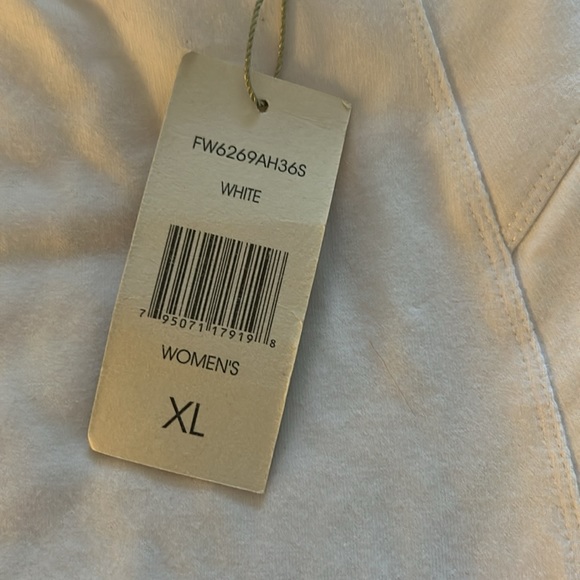 FW6269AH36S
WHITE
7 95071 17919 8
WOMEN'S
XL